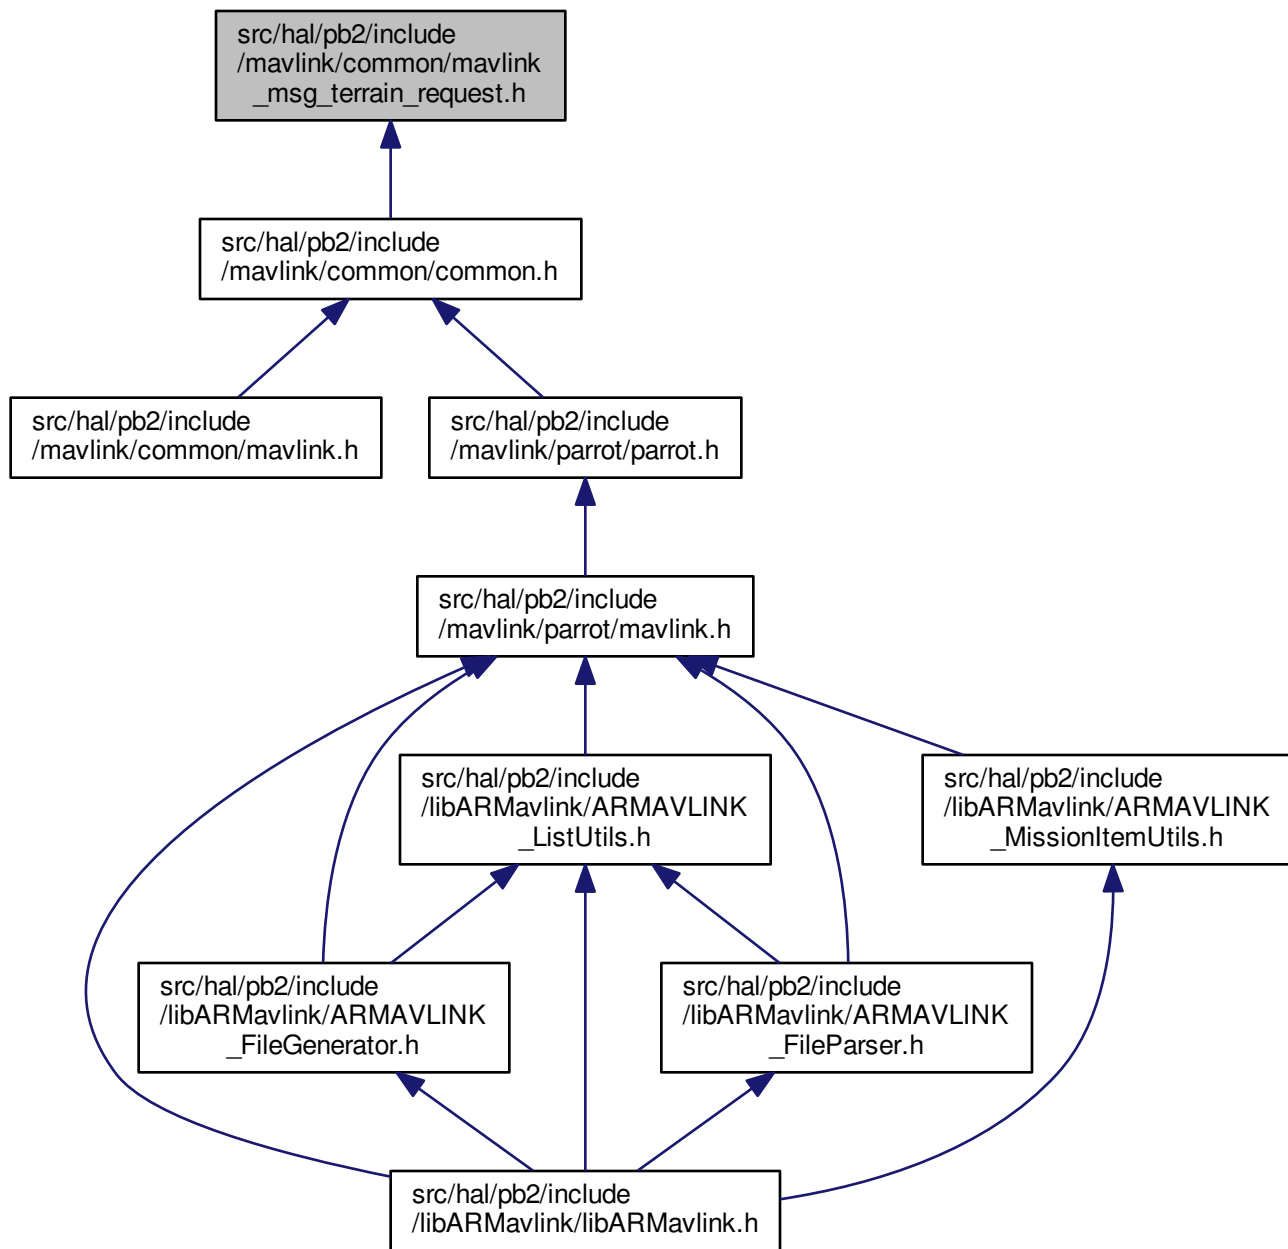 src/hal/pb2/include
/mavlink/common/mavlink
_msg_terrain_request.h
src/hal/pb2/include
/mavlink/common/common.h
src/hal/pb2/include
/mavlink/common/mavlink.h
src/hal/pb2/include
/mavlink/parrot/parrot.h
src/hal/pb2/include
/mavlink/parrot/mavlink.h
src/hal/pb2/include
/libARMavlink/ARMAVLINK
_ListUtils.h
src/hal/pb2/include
/libARMavlink/ARMAVLINK
_MissionItemUtils.h
src/hal/pb2/include
/libARMavlink/ARMAVLINK
_FileGenerator.h
src/hal/pb2/include
/libARMavlink/ARMAVLINK
_FileParser.h
src/hal/pb2/include
/libARMavlink/libARMavlink.h